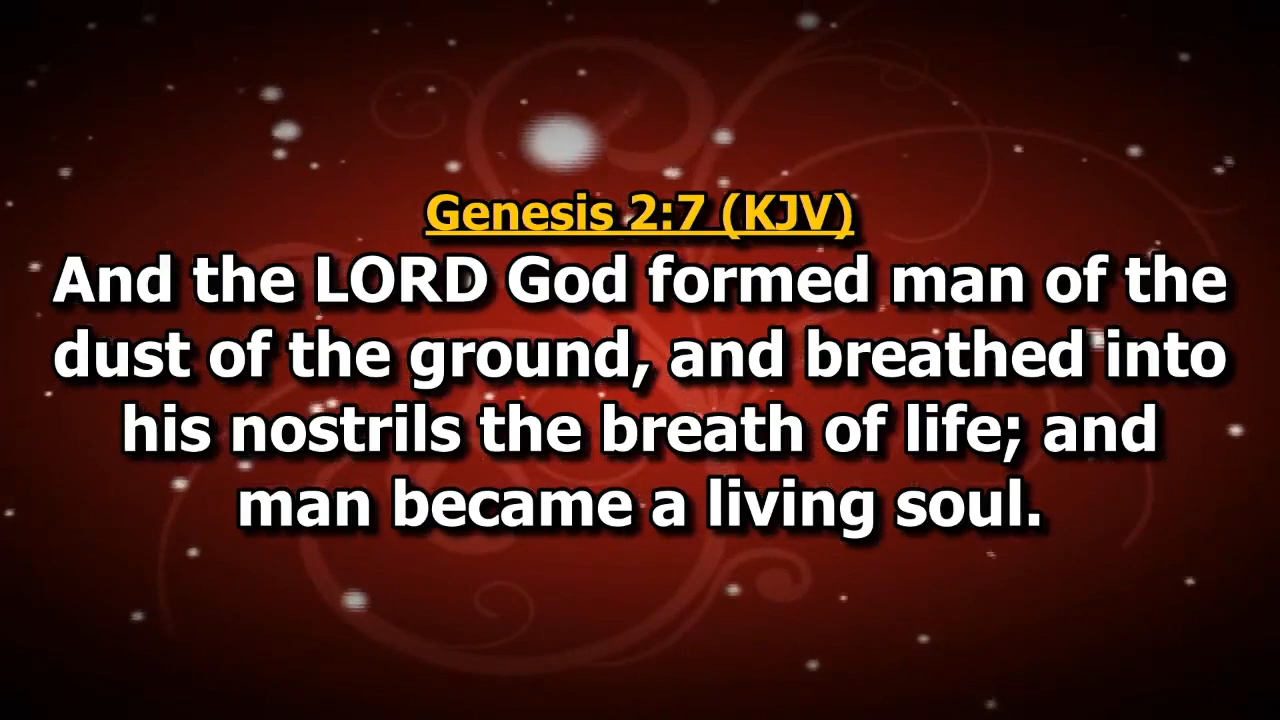 Genesis 2:7 (KJV)
And the LORD God formed man of the
dust of the ground, and breathed into
his nostrils the breath of life; and
man became a living soul.